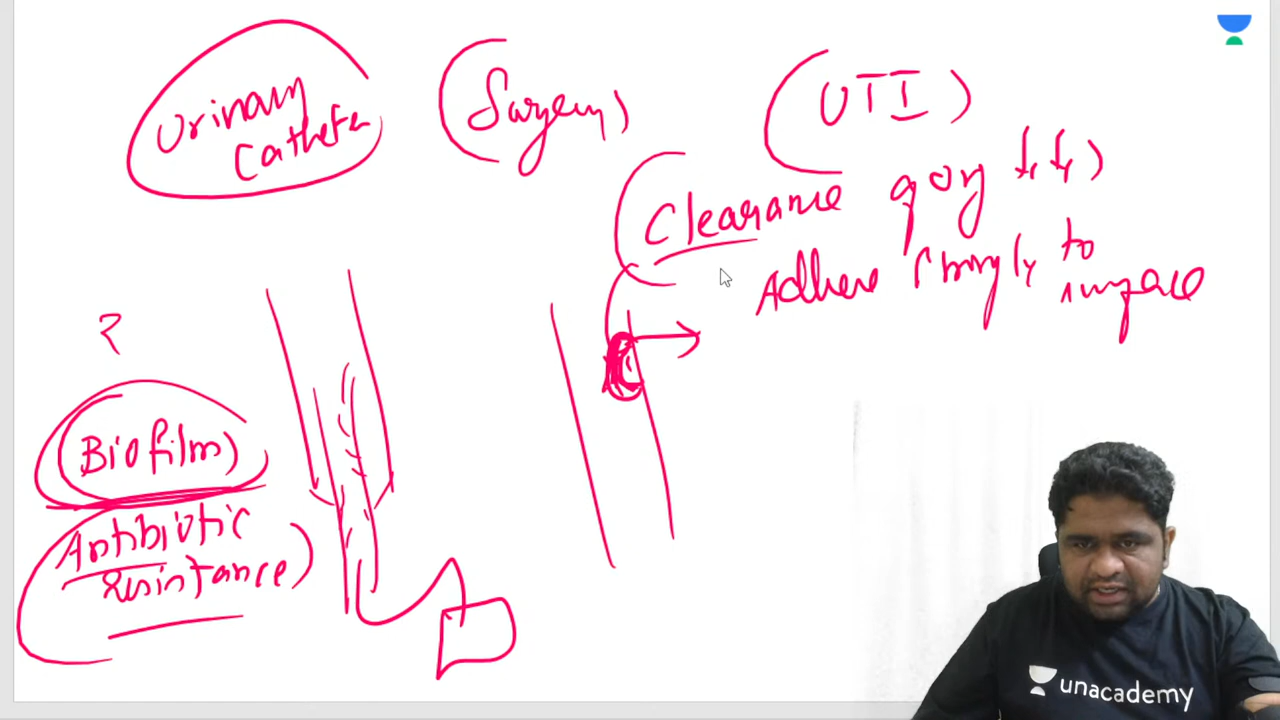 Urinary
Catheter
(Surgery)
(UTI)
(Clearance
Adhere strongly to
surface
?
(Biofilm)
Antibiotic
resistance)
unacademy